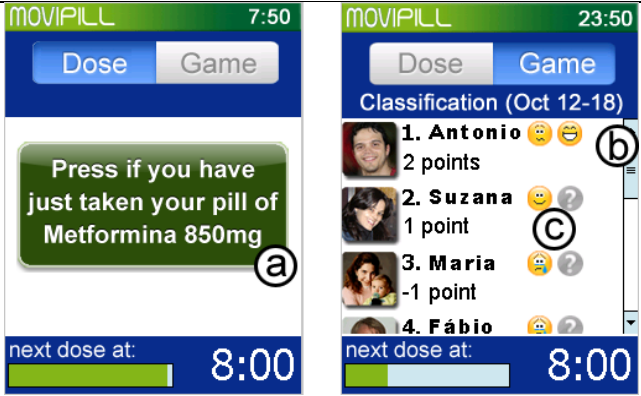 MOVIPILL 7:50
Dose Game
Press if you have
just taken your pill of
Metformina 850mg
a
next dose at:
8:00
MOVIPILL 23:50
Dose Game
Classification (Oct 12-18)
1. Antonio
b
2 points
2. Suzana ?
1 point
c
3. Maria ?
-1 point
4. Fábio ?
next dose at:
8:00